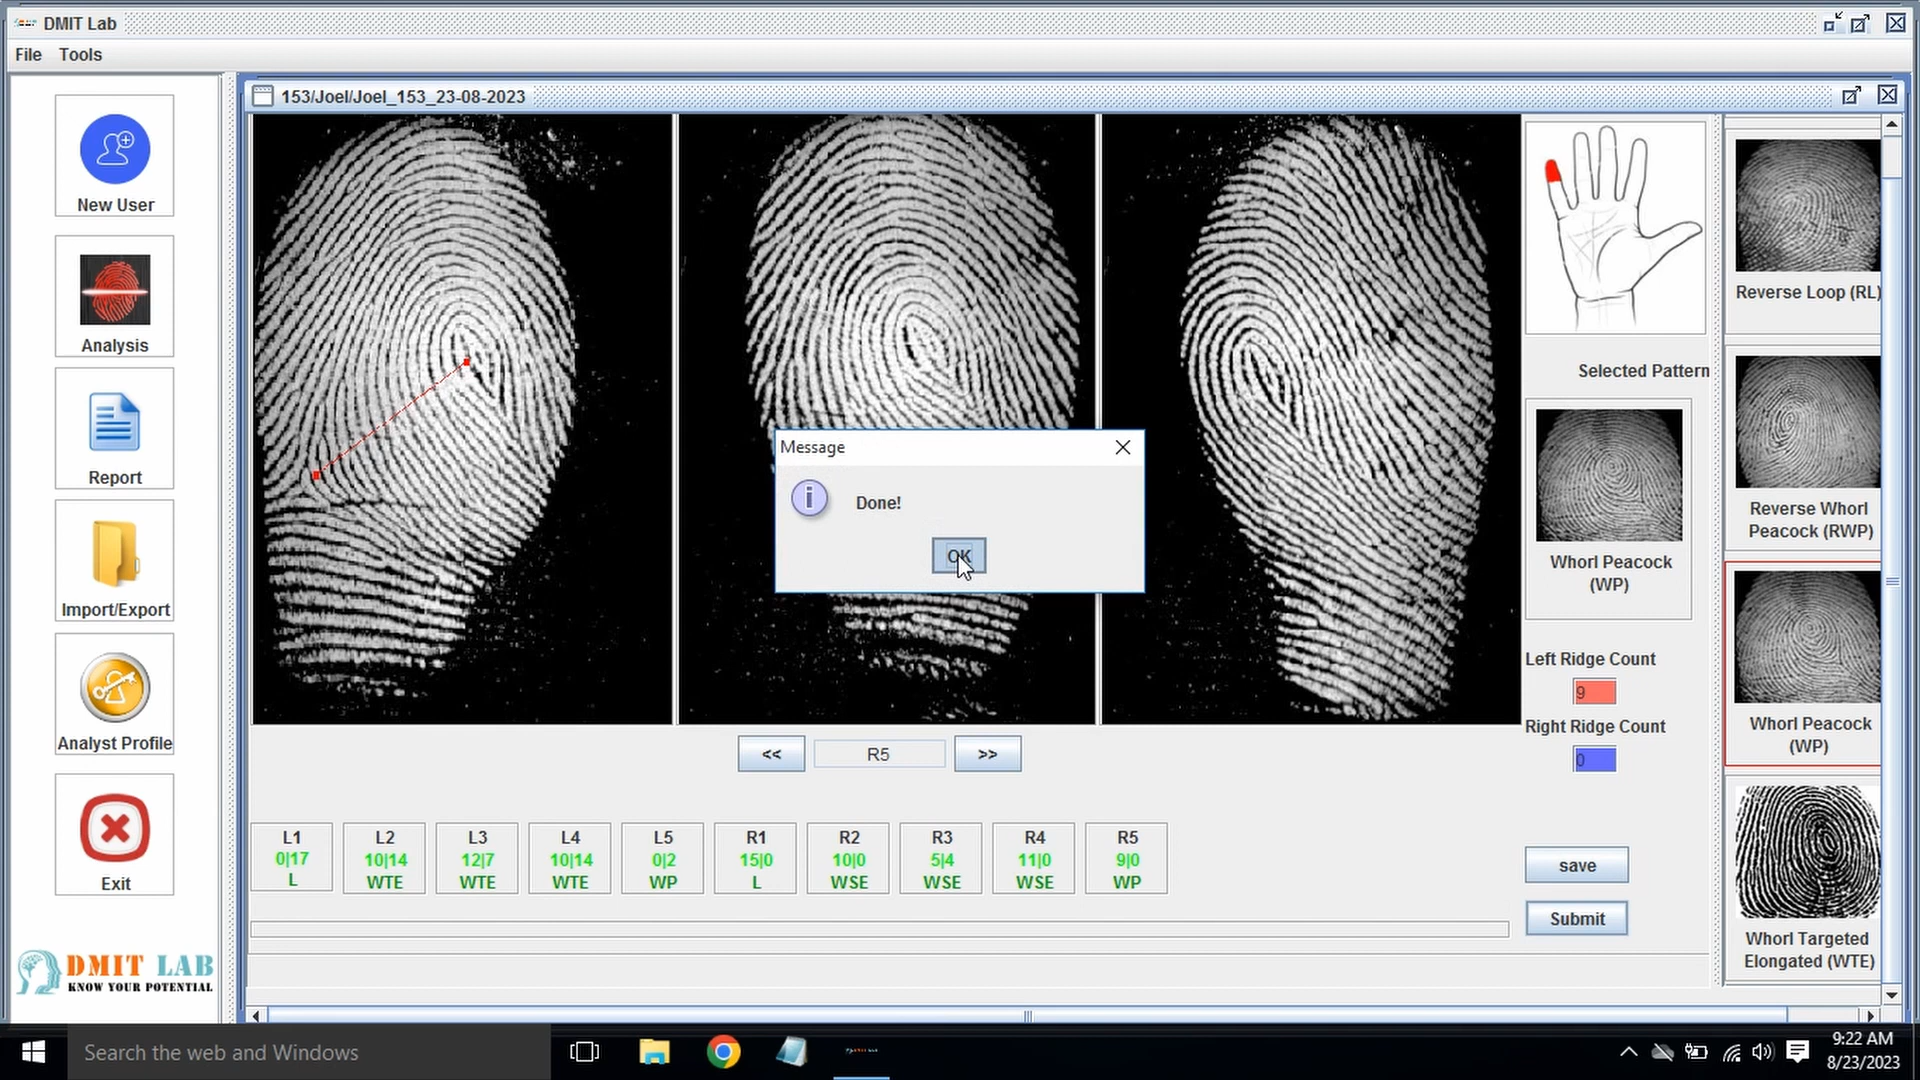 DMIT Lab
File Tools
153/Joel/Joel_153_23-08-2023
New User
Analysis
Report
Import/Export
Analyst Profile
Exit
DMIT LAB
KNOW YOUR POTENTIAL
Message
Done!
OK
<< R5 >>
L1 L2 L3 L4 L5 R1 R2 R3 R4 R5
0|17 10|14 12|7 10|14 0|2 15|0 10|0 5|4 11|0 9|0
L WTE WTE WTE WP L WSE WSE WSE WP
Selected Pattern
Whorl Peacock
(WP)
Left Ridge Count
9
Right Ridge Count
0
save
Submit
Reverse Loop (RL)
Reverse Whorl
Peacock (RWP)
Whorl Peacock
(WP)
Whorl Targeted
Elongated (WTE)
Search the web and Windows
9:22 AM
8/23/2023